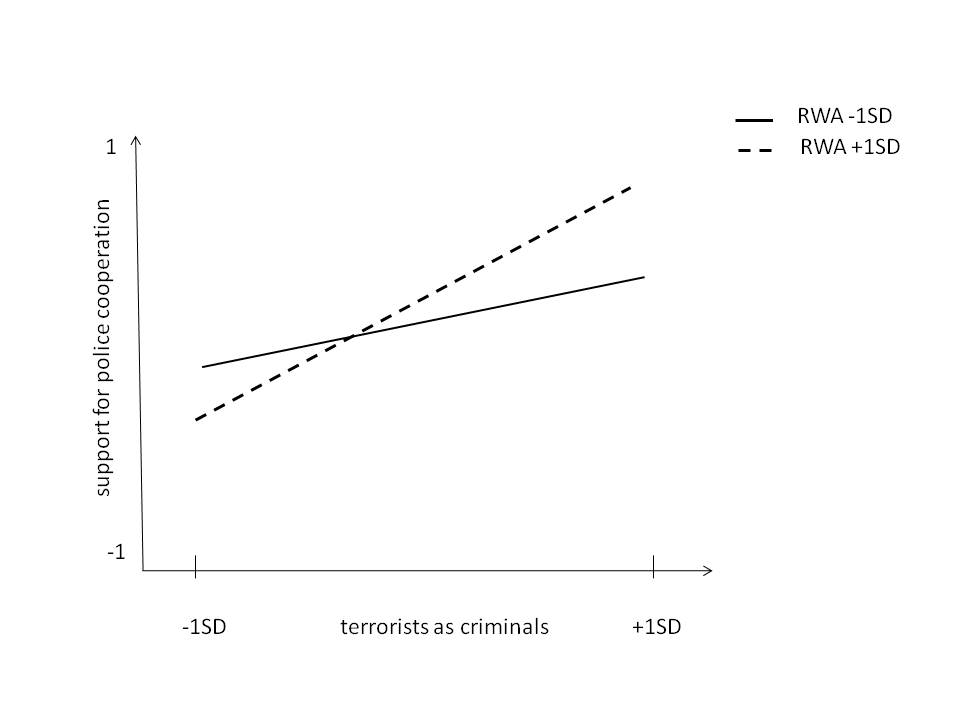 RWA -1SD
RWA +1SD
1
support for police cooperation
-1
-1SD
terrorists as criminals
+1SD